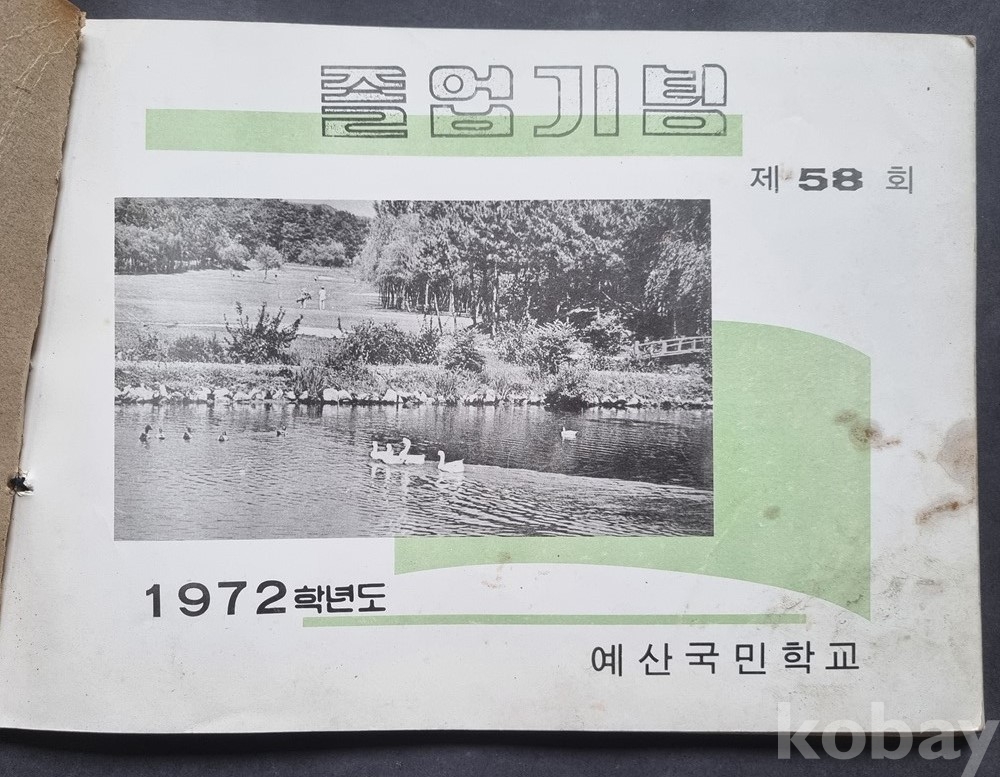 졸업기념
제 58 회
1972학년도
예산국민학교
kobay